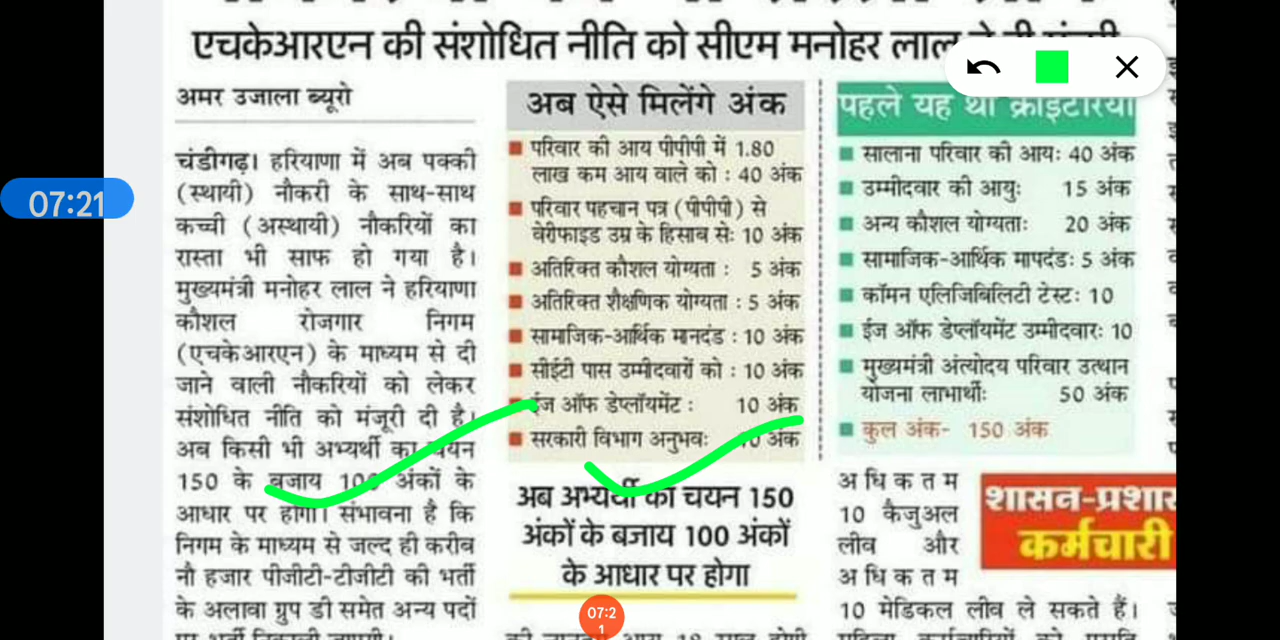 एचकेआरएन की संशोधित नीति को सीएम मनोहर लाल
अमर उजाला ब्यूरो
चंडीगढ़। हरियाणा में अब पक्की
(स्थायी) नौकरी के साथ-साथ
कच्ची (अस्थायी) नौकरियों का
रास्ता भी साफ हो गया है।
मुख्यमंत्री मनोहर लाल ने हरियाणा
कौशल रोजगार निगम
(एचकेआरएन) के माध्यम से दी
जाने वाली नौकरियों को लेकर
संशोधित नीति को मंजूरी दी है।
अब किसी भी अभ्यर्थी का चयन
150 के बजाय 100 अंकों के
आधार पर होगा। संभावना है कि
निगम के माध्यम से जल्द ही करीब
नौ हजार पीजीटी-टीजीटी की भर्ती
के अलावा ग्रुप डी समेत अन्य पदों
अब ऐसे मिलेंगे अंक
परिवार की आय पीपीपी में 1.80
लाख कम आय वाले को : 40 अंक
परिवार पहचान पत्र (पीपीपी) से
वेरीफाइड उम्र के हिसाब से: 10 अंक
अतिरिक्त कौशल योग्यता : 5 अंक
अतिरिक्त शैक्षणिक योग्यता : 5 अंक
सामाजिक-आर्थिक मानदंड : 10 अंक
सीईटी पास उम्मीदवारों को : 10 अंक
ईज ऑफ डेप्लॉयमेंट : 10 अंक
सरकारी विभाग अनुभव: 10 अंक
अब अभ्यर्थी का चयन 150
अंकों के बजाय 100 अंकों
के आधार पर होगा
पहले यह था क्राइटेरिया
सालाना परिवार की आय: 40 अंक
उम्मीदवार की आयु: 15 अंक
अन्य कौशल योग्यता: 20 अंक
सामाजिक-आर्थिक मापदंड: 5 अंक
कॉमन एलिजिबिलिटी टेस्ट: 10
ईज ऑफ डेप्लॉयमेंट उम्मीदवार: 10
मुख्यमंत्री अंत्योदय परिवार उत्थान
योजना लाभार्थी: 50 अंक
कुल अंक- 150 अंक
अधिकतम
10 कैजुअल
लीव और
अधिकतम
10 मेडिकल लीव ले सकते हैं।
शासन-प्रशास
कर्मचारी
07:21
07:2
1